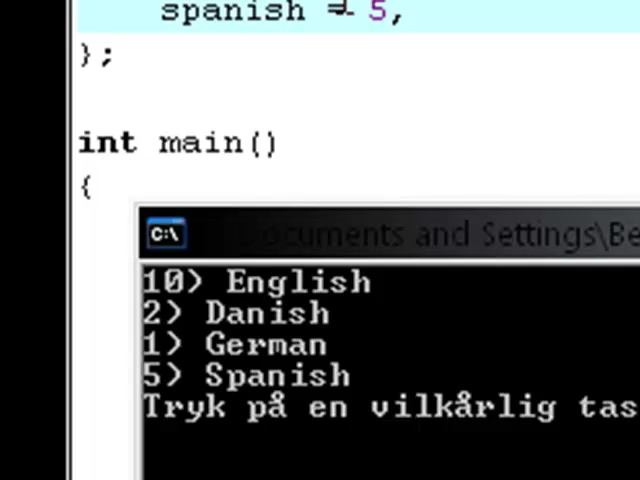 spanish = 5,
};
int main()
{
C:\ Documents and Settings\Be
10> English
2> Danish
1> German
5> Spanish
Tryk på en vilkårlig tas